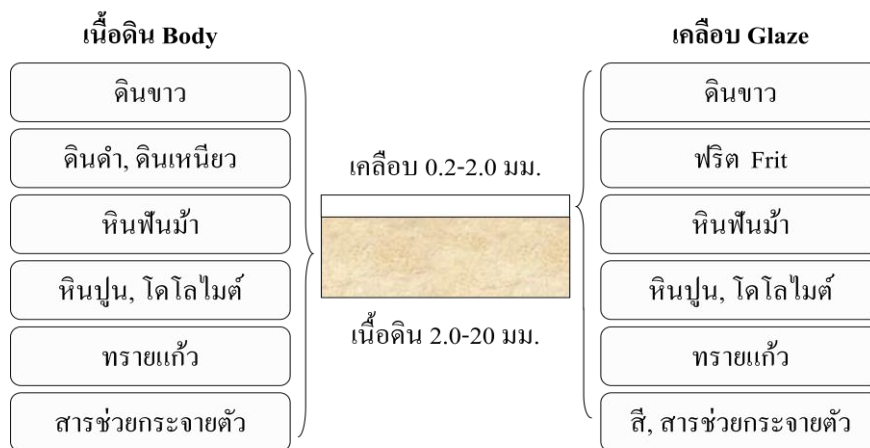 เนื้อดิน Body
ดินขาว
ดินดำ, ดินเหนียว
หินฟันม้า
หินปูน, โดโลไมต์
ทรายแก้ว
สารช่วยกระจายตัว
เคลือบ 0.2-2.0 มม.
เนื้อดิน 2.0-20 มม.
เคลือบ Glaze
ดินขาว
ฟริต Frit
หินฟันม้า
หินปูน, โดโลไมต์
ทรายแก้ว
สี, สารช่วยกระจายตัว